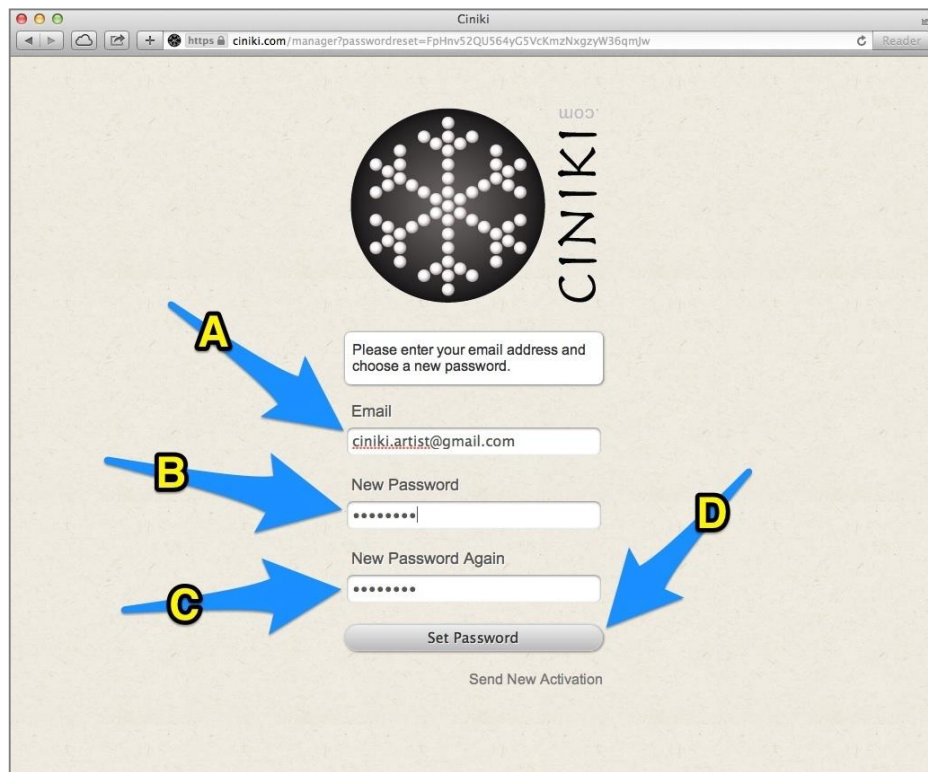 Ciniki
https ciniki.com/manager?passwordreset=FpHnv52QU564yG5VcKmzNxgzyW36qmJw
Reader
CINIKI.com
A
Please enter your email address and
choose a new password.
Email
ciniki.artist@gmail.com
B
New Password
••••••••
D
New Password Again
••••••••
C
Set Password
Send New Activation